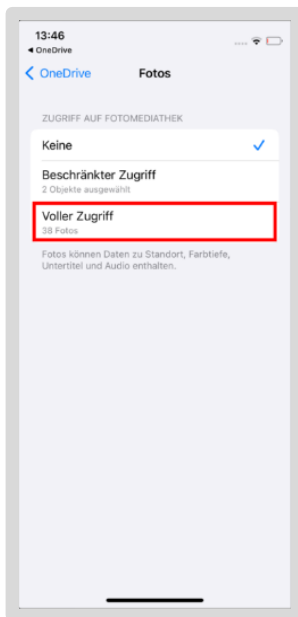 13:46
◀ OneDrive
OneDrive
Fotos
ZUGRIFF AUF FOTOMEDIATHEK
Keine
Beschränkter Zugriff
2 Objekte ausgewählt
Voller Zugriff
38 Fotos
Fotos können Daten zu Standort, Farbtiefe,
Untertitel und Audio enthalten.